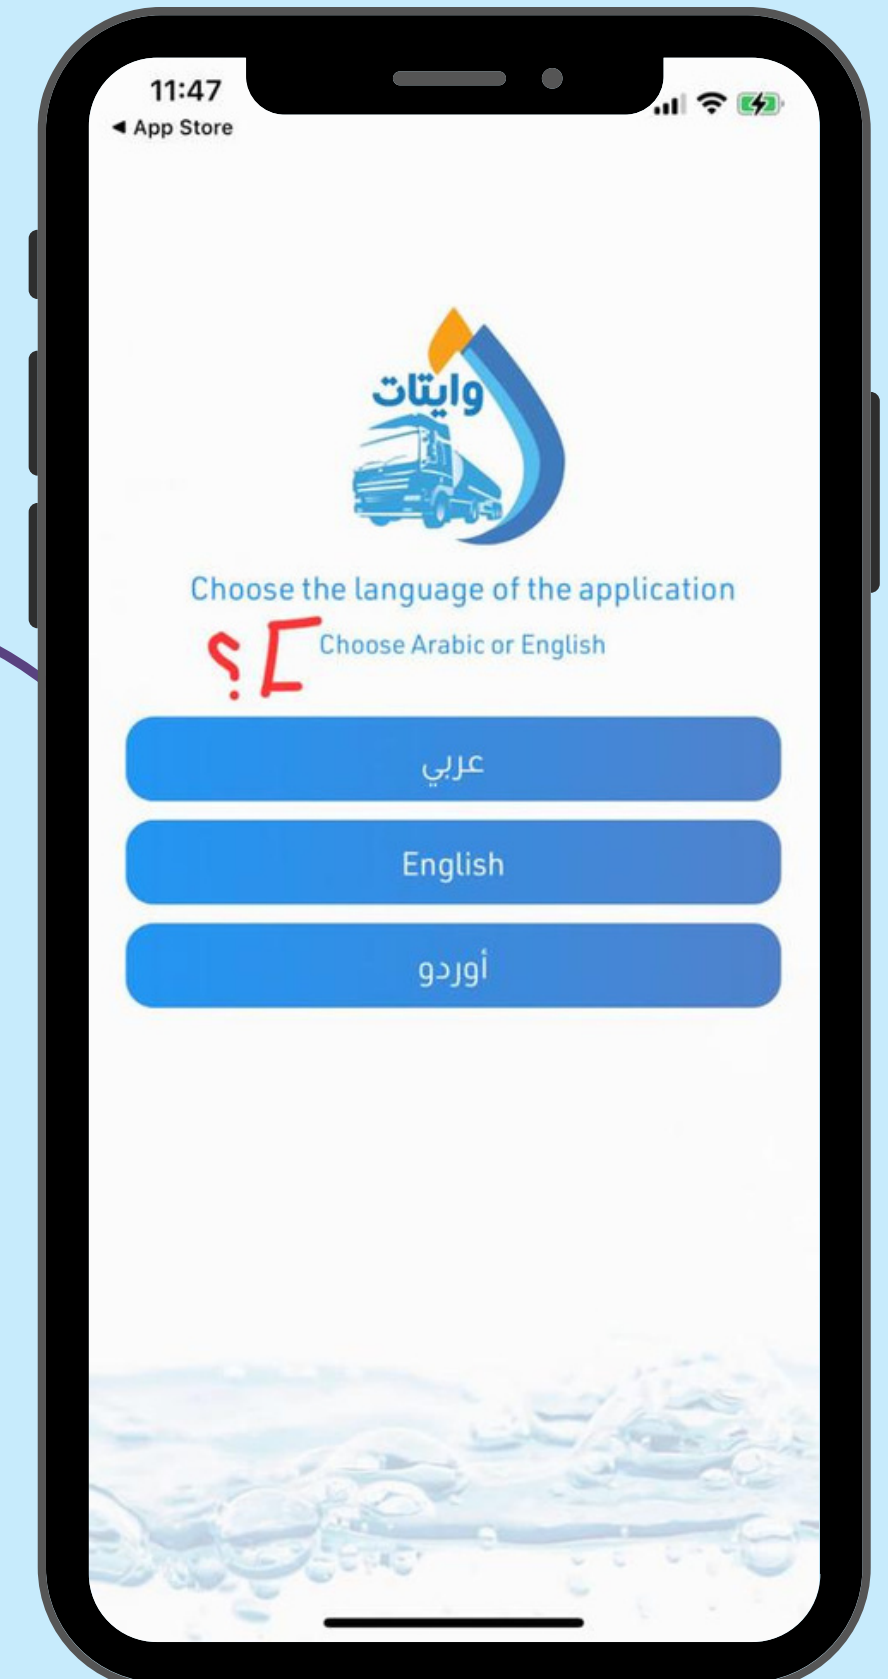 11:47
◀ App Store
وايتات
Choose the language of the application
؟ Choose Arabic or English
عربي
English
أوردو